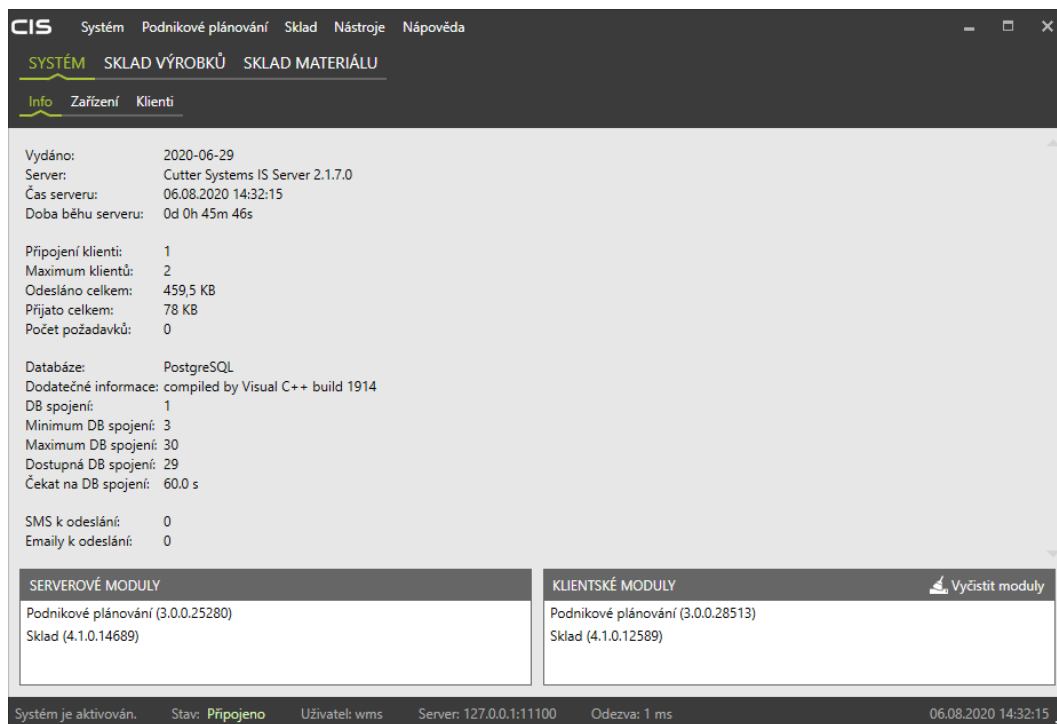 CIS Systém Podnikové plánování Sklad Nástroje Nápověda
SYSTÉM SKLAD VÝROBKŮ SKLAD MATERIÁLU
Info Zařízení Klienti
Vydáno: 2020-06-29
Server: Cutter Systems IS Server 2.1.7.0
Čas serveru: 06.08.2020 14:32:15
Doba běhu serveru: 0d 0h 45m 46s
Připojení klienti: 1
Maximum klientů: 2
Odesláno celkem: 459,5 KB
Přijato celkem: 78 KB
Počet požadavků: 0
Databáze: PostgreSQL
Dodatečné informace: compiled by Visual C++ build 1914
DB spojení: 1
Minimum DB spojení: 3
Maximum DB spojení: 30
Dostupná DB spojení: 29
Čekat na DB spojení: 60.0 s
SMS k odeslání: 0
Emaily k odeslání: 0
SERVEROVÉ MODULY
Podnikové plánování (3.0.0.25280)
Sklad (4.1.0.14689)
KLIENTSKÉ MODULY Vyčistit moduly
Podnikové plánování (3.0.0.28513)
Sklad (4.1.0.12589)
Systém je aktivován. Stav: Připojeno Uživatel: wms Server: 127.0.0.1:11100 Odezva: 1 ms 06.08.2020 14:32:15